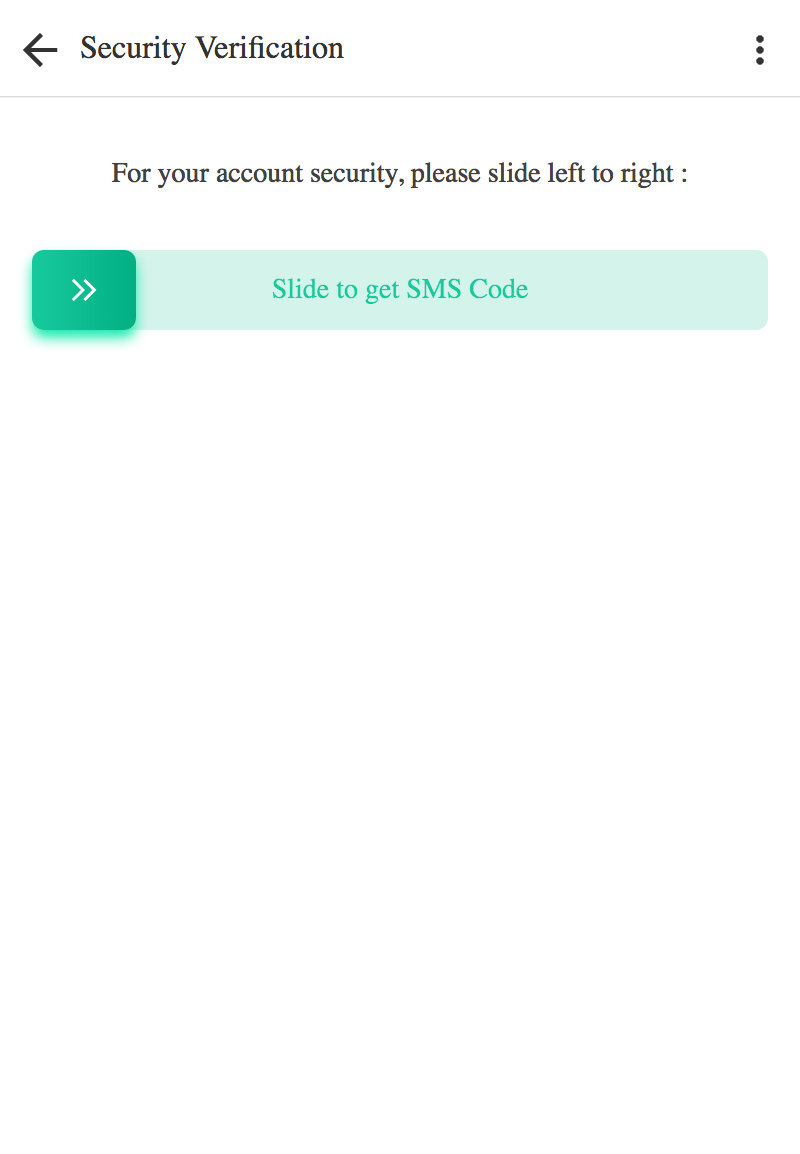 Security Verification
For your account security, please slide left to right :
Slide to get SMS Code